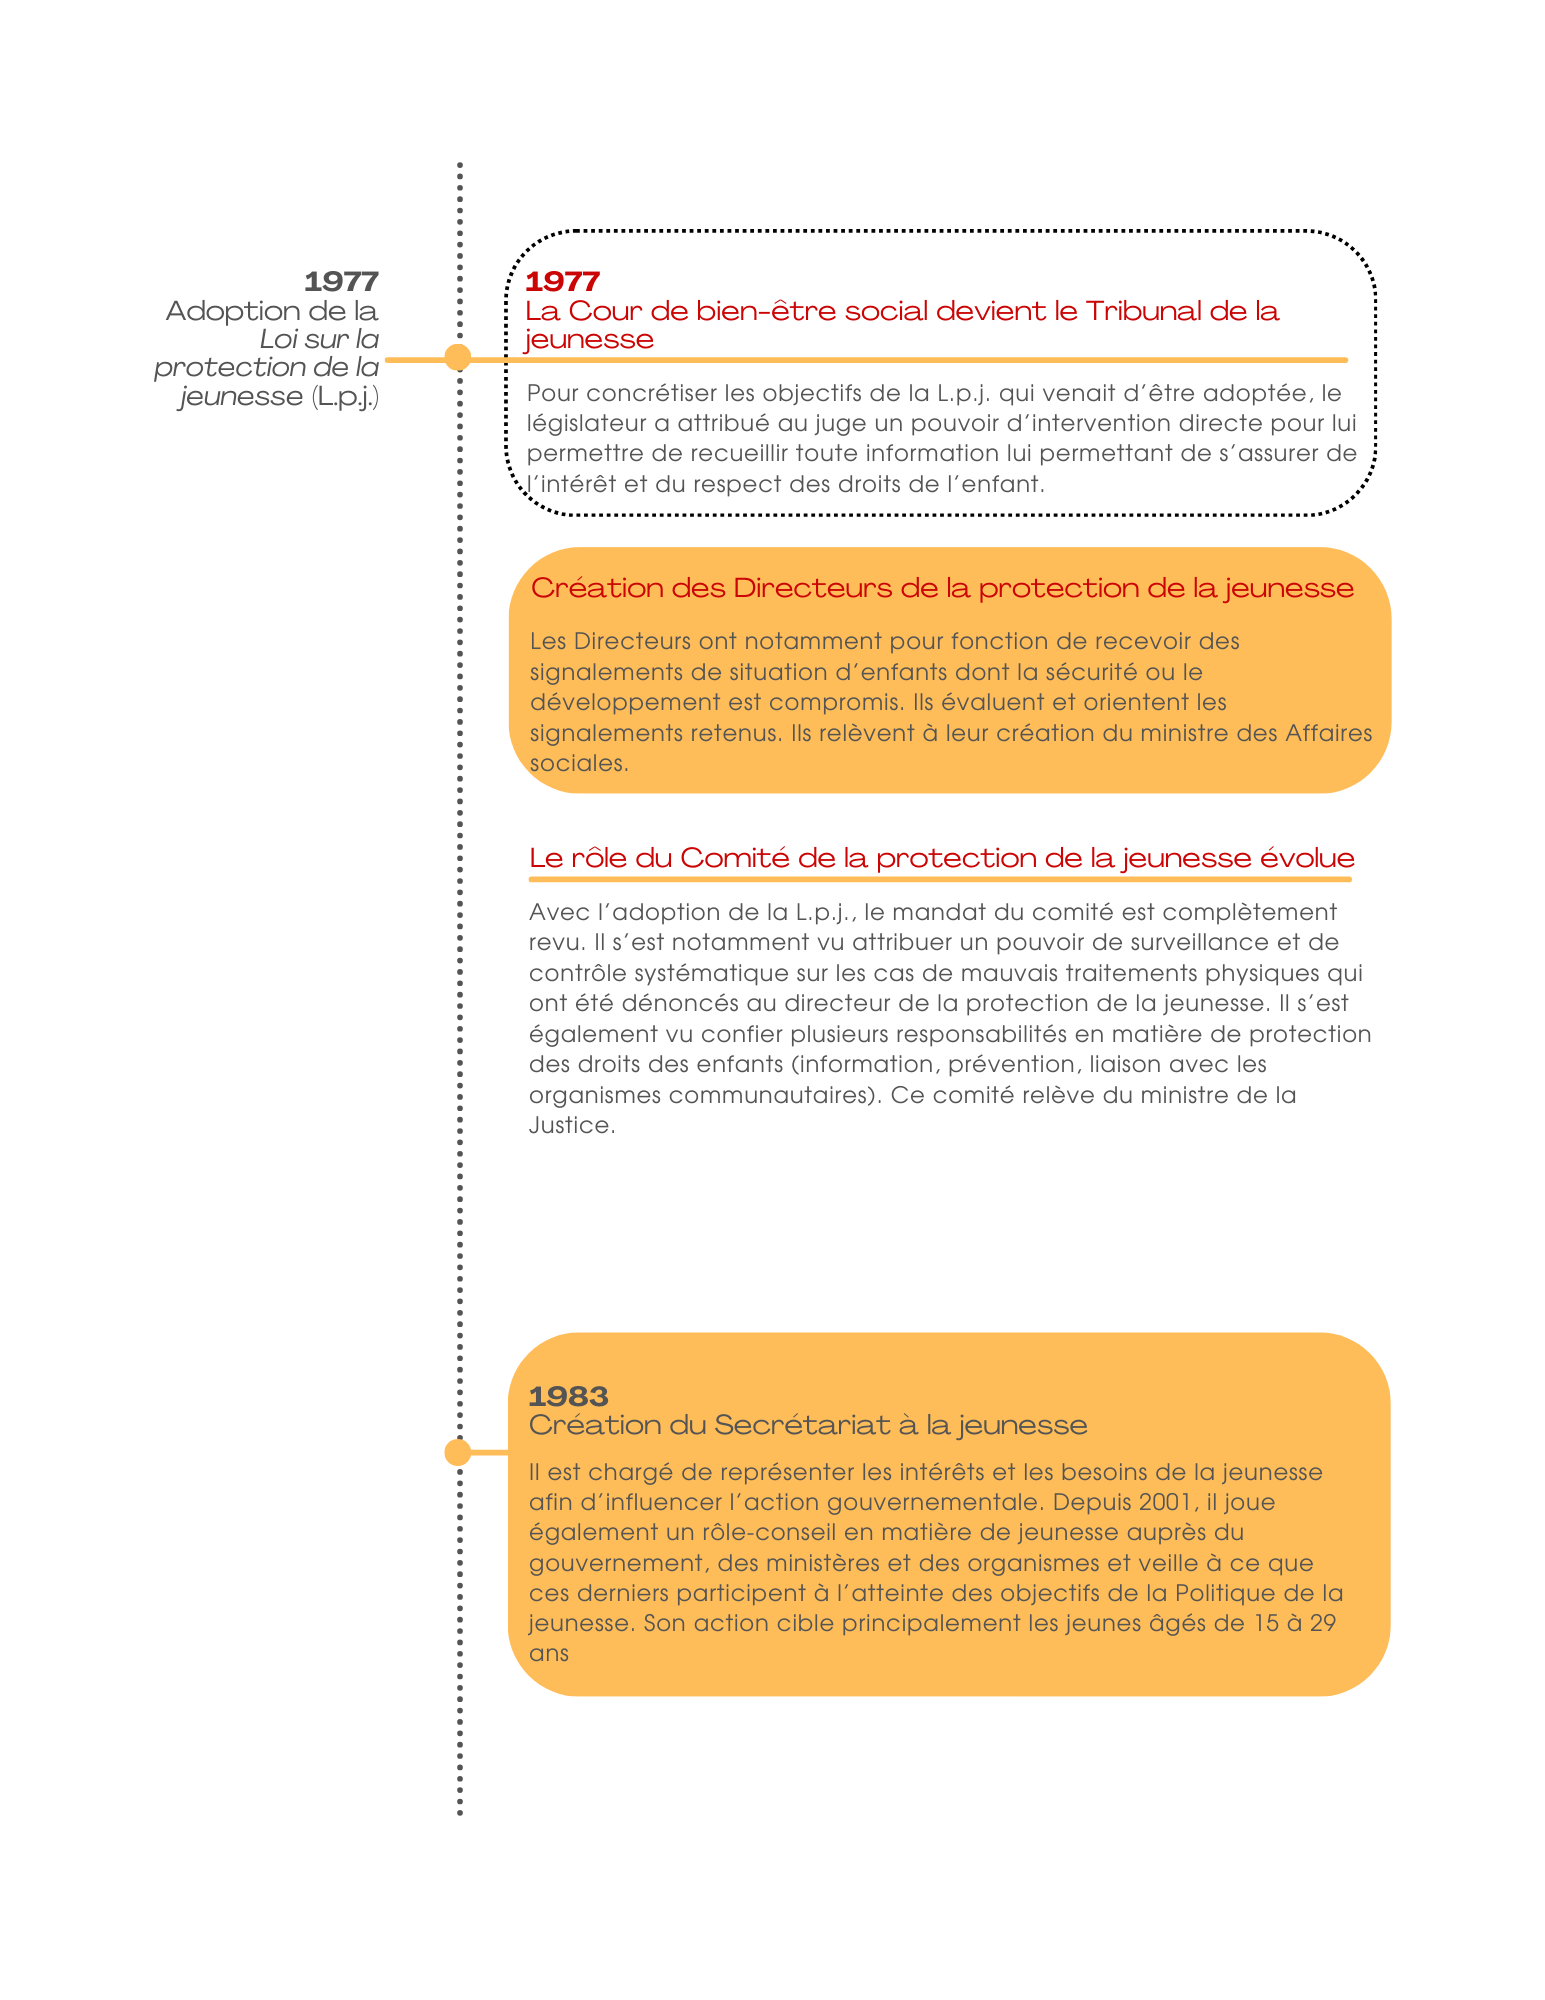 1977
Adoption de la
Loi sur la
protection de la
jeunesse (L.p.j.)
1977
La Cour de bien-être social devient le Tribunal de la
jeunesse
Pour concrétiser les objectifs de la L.p.j. qui venait d’être adoptée, le
législateur a attribué au juge un pouvoir d’intervention directe pour lui
permettre de recueillir toute information lui permettant de s’assurer de
l’intérêt et du respect des droits de l’enfant.
Création des Directeurs de la protection de la jeunesse
Les Directeurs ont notamment pour fonction de recevoir des
signalements de situation d’enfants dont la sécurité ou le
développement est compromis. Ils évaluent et orientent les
signalements retenus. Ils relèvent à leur création du ministre des Affaires
sociales.
Le rôle du Comité de la protection de la jeunesse évolue
Avec l’adoption de la L.p.j., le mandat du comité est complètement
revu. Il s’est notamment vu attribuer un pouvoir de surveillance et de
contrôle systématique sur les cas de mauvais traitements physiques qui
ont été dénoncés au directeur de la protection de la jeunesse. Il s’est
également vu confier plusieurs responsabilités en matière de protection
des droits des enfants (information, prévention, liaison avec les
organismes communautaires). Ce comité relève du ministre de la
Justice.
1983
Création du Secrétariat à la jeunesse
Il est chargé de représenter les intérêts et les besoins de la jeunesse
afin d’influencer l’action gouvernementale. Depuis 2001, il joue
également un rôle-conseil en matière de jeunesse auprès du
gouvernement, des ministères et des organismes et veille à ce que
ces derniers participent à l’atteinte des objectifs de la Politique de la
jeunesse. Son action cible principalement les jeunes âgés de 15 à 29
ans